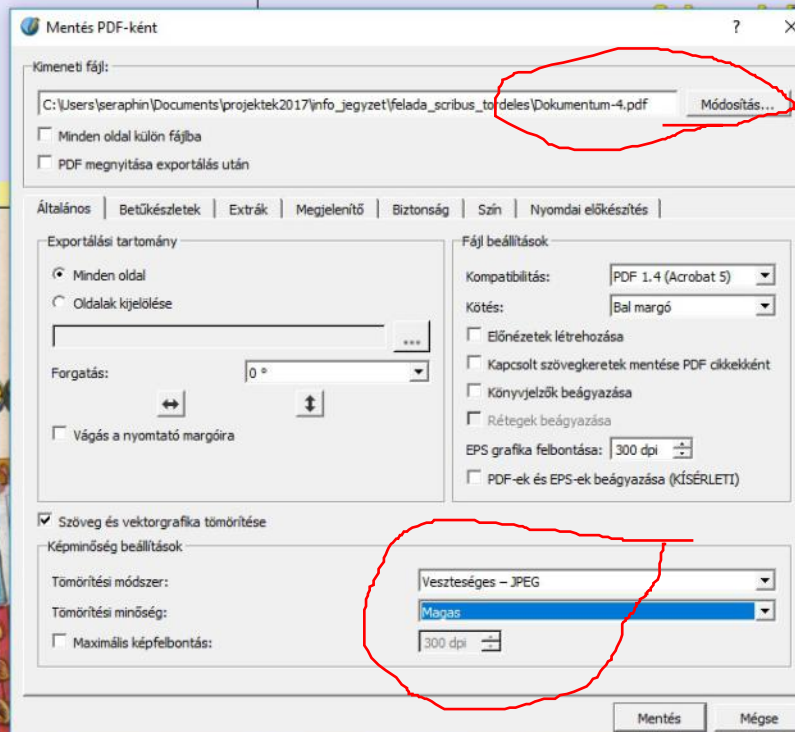 Mentés PDF-ként
Kimeneti fájl:
C:\Users\seraphin\Documents\projektek2017\info_jegyzet\felada_scribus_tordeles\Dokumentum-4.pdf Módosítás...
Minden oldal külön fájlba
PDF megnyitása exportálás után
Általános Betűkészletek Extrák Megjelenítő Biztonság Szín Nyomdai előkészítés
Exportálási tartomány
Minden oldal
Oldalak kijelölése
...
Forgatás: 0 °
Vágás a nyomtató margóira
Fájl beállítások
Kompatibilitás: PDF 1.4 (Acrobat 5)
Kötés: Bal margó
Előnézetek létrehozása
Kapcsolt szövegkeretek mentése PDF cikkekként
Könyvjelzők beágyazása
Rétegek beágyazása
EPS grafika felbontása: 300 dpi
PDF-ek és EPS-ek beágyazása (KÍSÉRLETI)
Szöveg és vektorgrafika tömörítése
Képminőség beállítások
Tömörítési módszer: Veszteséges – JPEG
Tömörítési minőség: Magas
Maximális képfelbontás: 300 dpi
Mentés Mégse